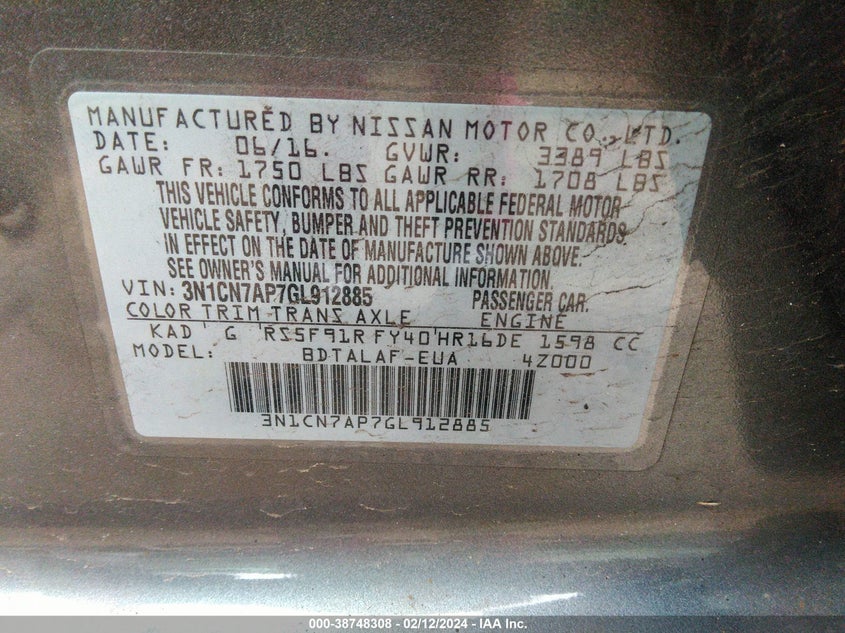 MANUFACTURED BY NISSAN MOTOR CO., LTD.
DATE: 06/16. GVWR: 3389 LBS
GAWR FR: 1750 LBS GAWR RR: 1708 LBS
THIS VEHICLE CONFORMS TO ALL APPLICABLE FEDERAL MOTOR
VEHICLE SAFETY, BUMPER AND THEFT PREVENTION STANDARDS
IN EFFECT ON THE DATE OF MANUFACTURE SHOWN ABOVE.
SEE OWNER'S MANUAL FOR ADDITIONAL INFORMATION.
VIN: 3N1CN7AP7GL912885 PASSENGER CAR.
COLOR TRIM TRANS AXLE ENGINE
KAD ' G 'RS5F91R FY40'HR16DE 1598 CC
MODEL: BDTALAF-EUA 4Z000
3N1CN7AP7GL912885
000-38748308 - 02/12/2024 - IAA Inc.